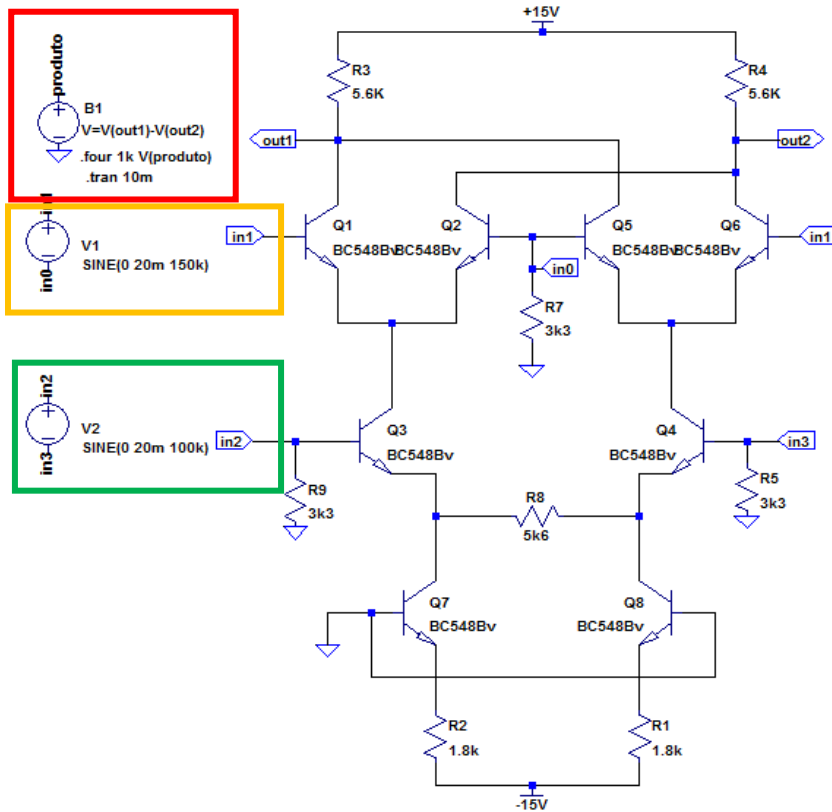 +15V
produto
R3
5.6K
R4
5.6K
B1
V=V(out1)-V(out2)
.four 1k V(produto)
.tran 10m
out1
out2
in1
V1
SINE(0 20m 150k)
in0
in1
Q1
Q2
Q5
Q6
in1
BC548Bv
BC548Bv
BC548Bv
BC548Bv
in0
R7
3k3
in2
V2
SINE(0 20m 100k)
in3
in2
Q3
BC548Bv
Q4
BC548Bv
in3
R9
3k3
R8
5k6
R5
3k3
Q7
BC548Bv
Q8
BC548Bv
R2
1.8k
R1
1.8k
-15V